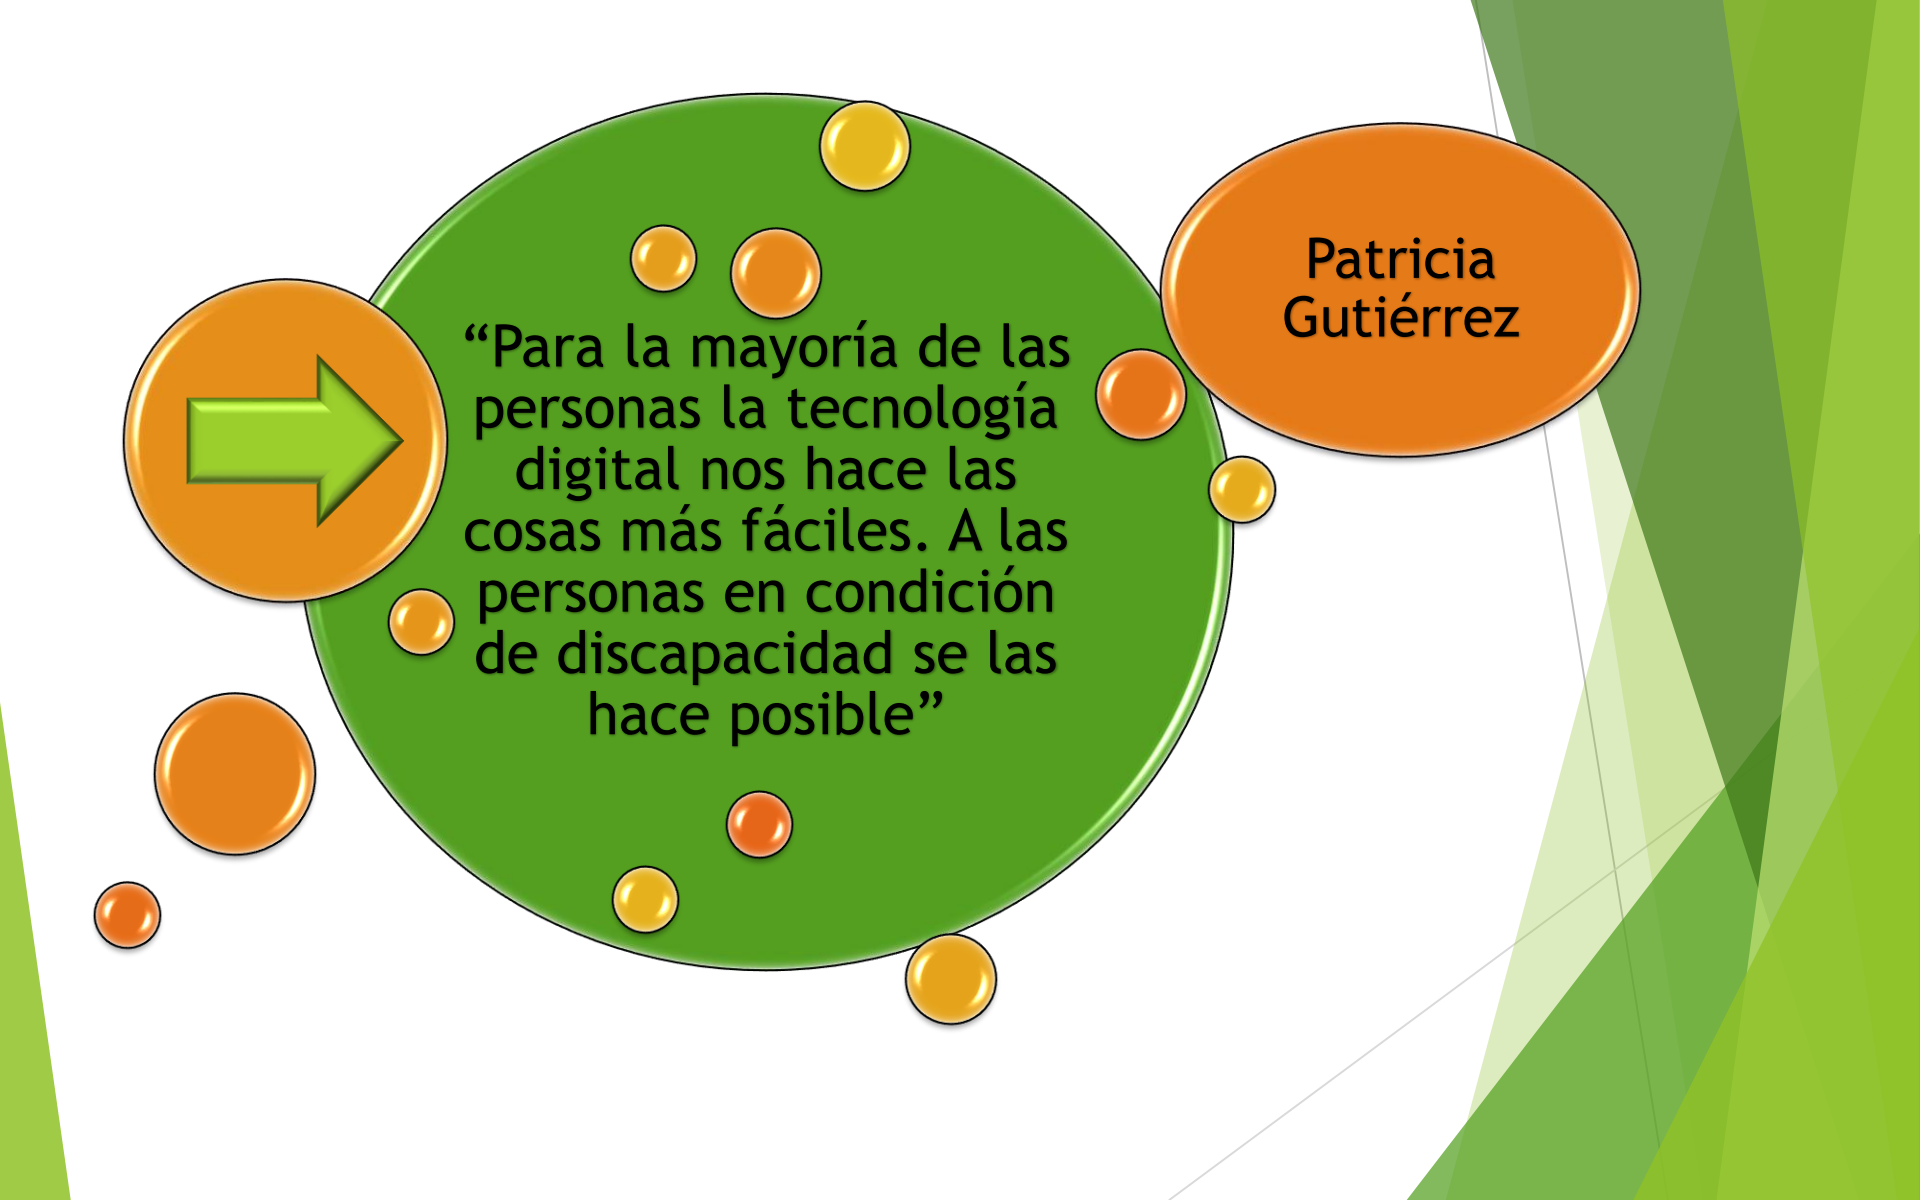 “Para la mayoría de las
personas la tecnología
digital nos hace las
cosas más fáciles. A las
personas en condición
de discapacidad se las
hace posible”
Patricia
Gutiérrez